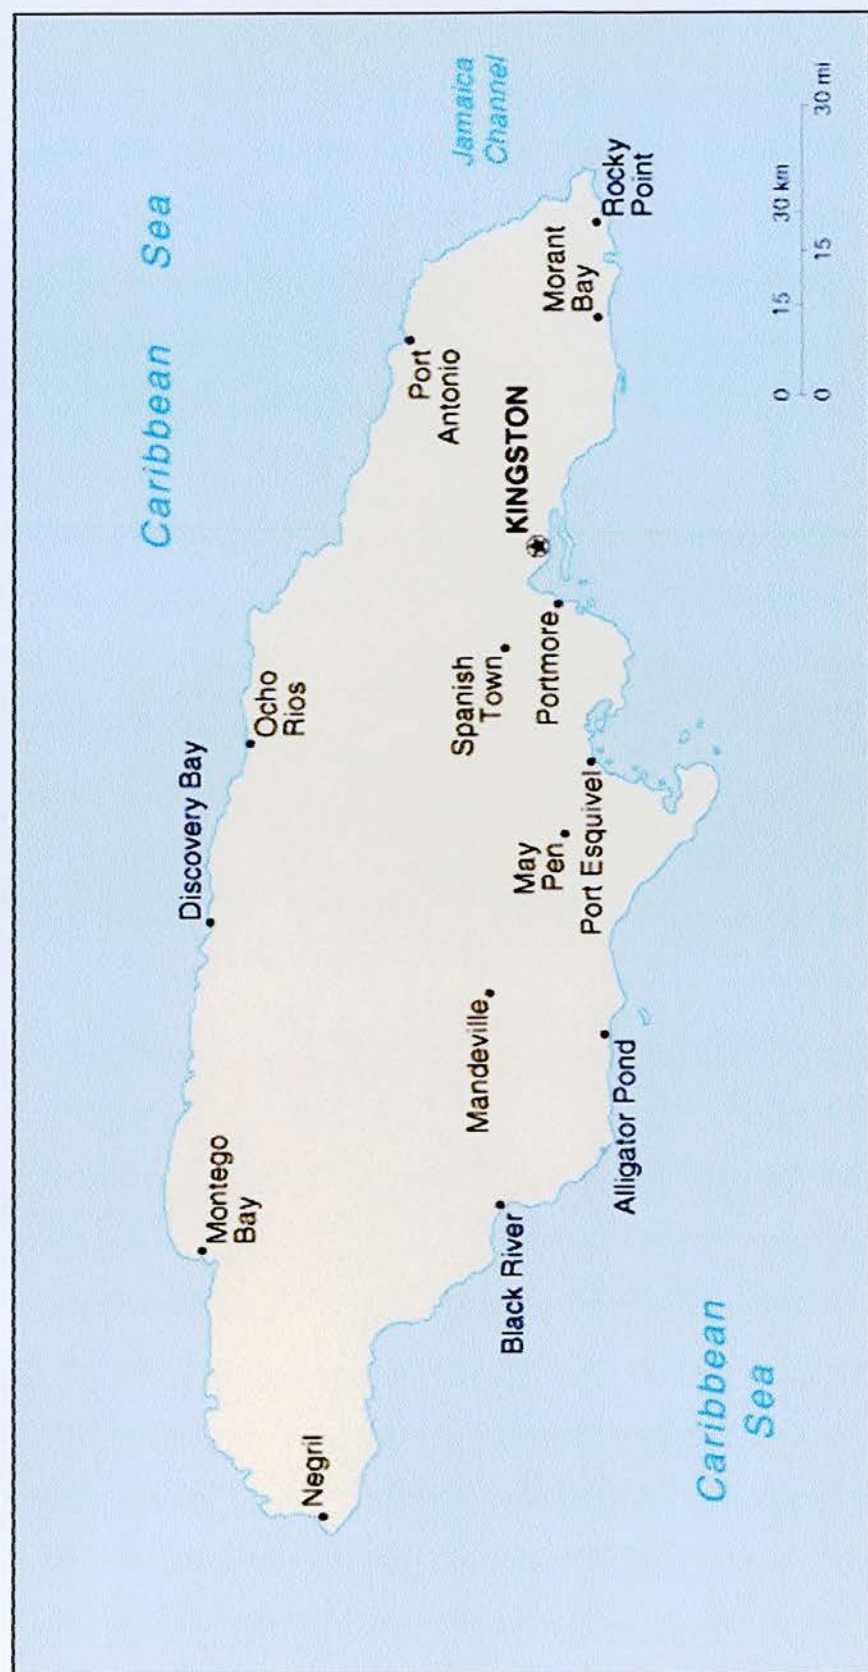 Caribbean Sea
Jamaica
Channel
Montego
Bay
Discovery Bay
Ocho
Rios
Negril
Port
Antonio
Mandeville
Spanish
Town
KINGSTON
Black River
May
Pen
Portmore
Morant
Bay
Port Esquivel
Rocky
Point
Alligator Pond
Caribbean
Sea
0 15 30 km
0 15 30 mi